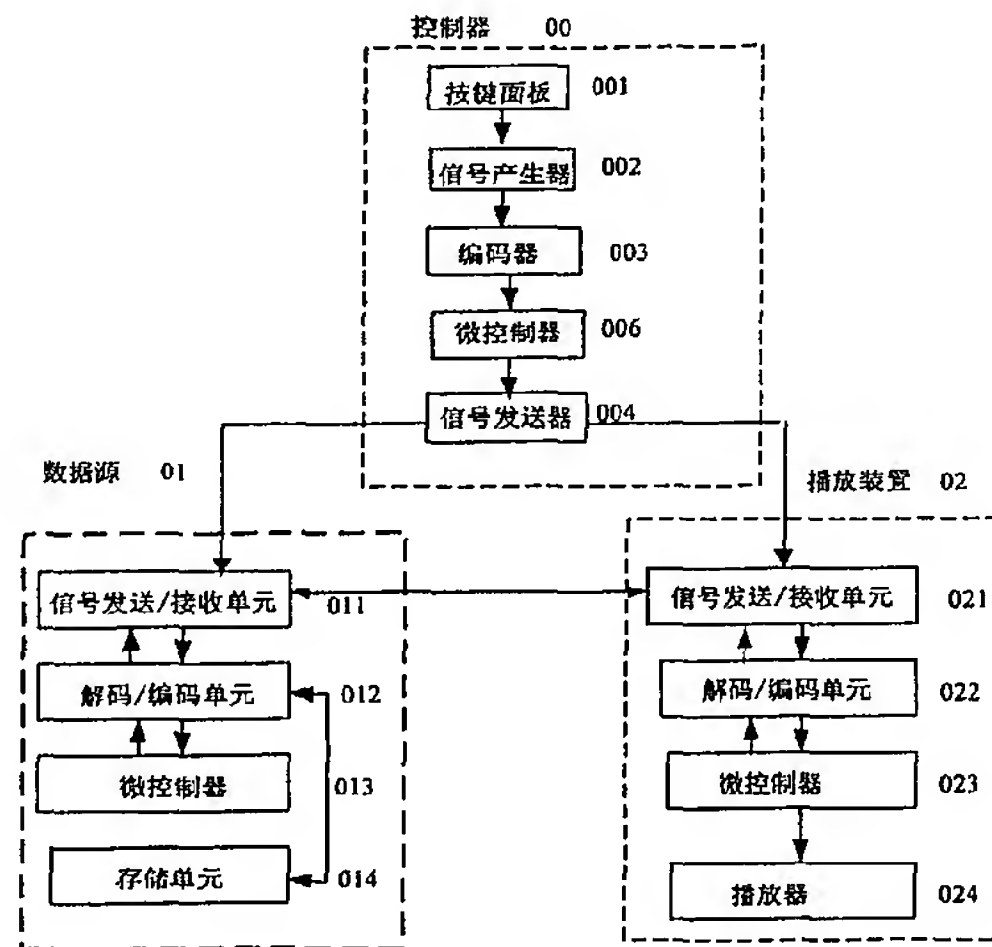 控制器 00
按键面板 001
信号产生器 002
编码器 003
微控制器 006
信号发送器 004
数据源 01
播放装置 02
信号发送/接收单元 011
解码/编码单元 012
微控制器 013
存储单元 014
信号发送/接收单元 021
解码/编码单元 022
微控制器 023
播放器 024